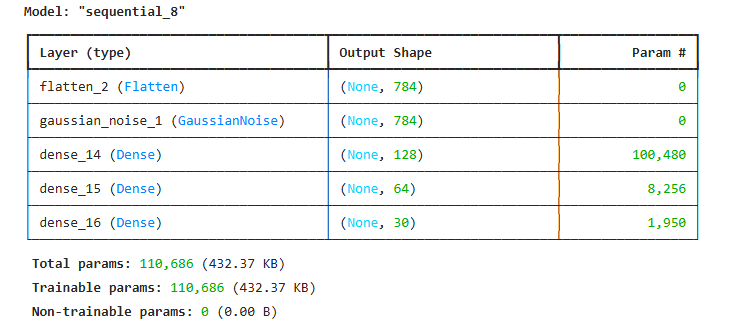 Model: "sequential_8"
Layer (type) Output Shape Param #
flatten_2 (Flatten) (None, 784) 0
gaussian_noise_1 (GaussianNoise) (None, 784) 0
dense_14 (Dense) (None, 128) 100,480
dense_15 (Dense) (None, 64) 8,256
dense_16 (Dense) (None, 30) 1,950
Total params: 110,686 (432.37 KB)
Trainable params: 110,686 (432.37 KB)
Non-trainable params: 0 (0.00 B)